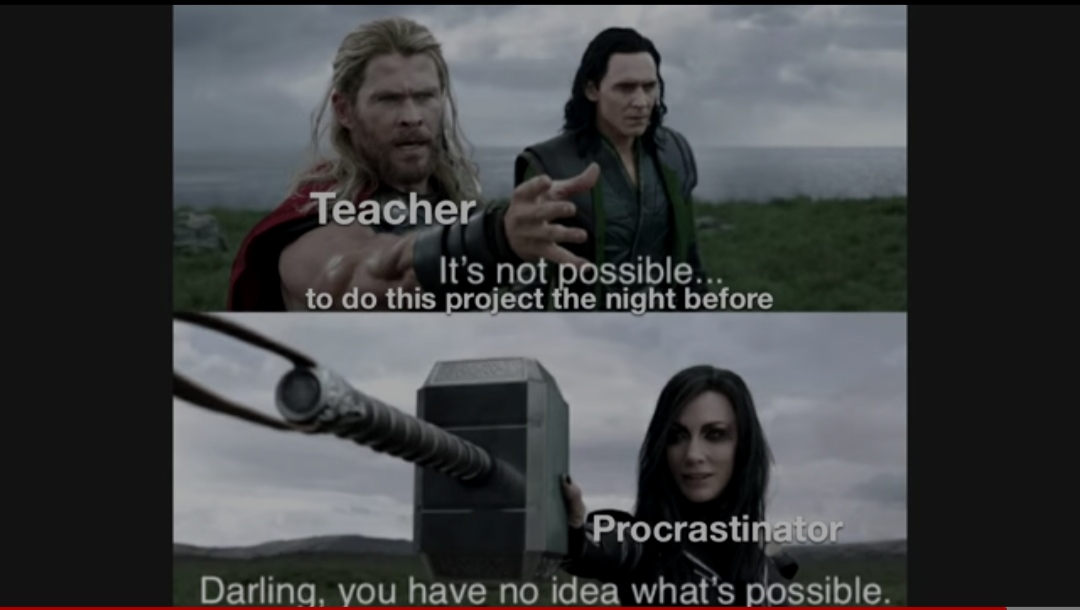 Teacher
It's not possible...
to do this project the night before
Procrastinator
Darling, you have no idea what's possible.